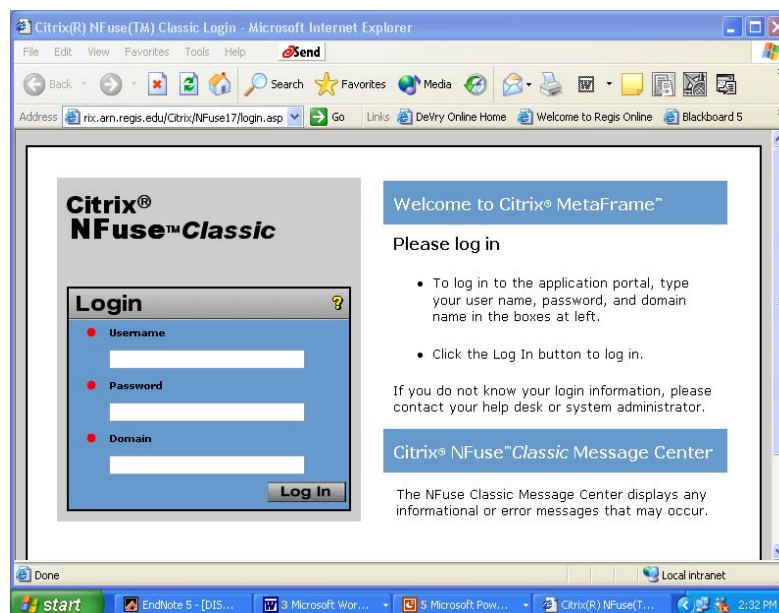 Citrix(R) NFuse(TM) Classic Login - Microsoft Internet Explorer
File Edit View Favorites Tools Help Send
Back Search Favorites Media
Address rix.arn.regis.edu/Citrix/NFuse17/login.asp Go Links DeVry Online Home Welcome to Regis Online Blackboard 5
Citrix®
NFuse™Classic
Login ?
Username
Password
Domain
Log In
Welcome to Citrix® MetaFrame™
Please log in
• To log in to the application portal, type
your user name, password, and domain
name in the boxes at left.
• Click the Log In button to log in.
If you do not know your login information, please
contact your help desk or system administrator.
Citrix® NFuse™Classic Message Center
The NFuse Classic Message Center displays any
informational or error messages that may occur.
Done Local intranet
start EndNote 5 - [DIS... 3 Microsoft Wor... 5 Microsoft Pow... Citrix(R) NFuse(T... 2:32 PM